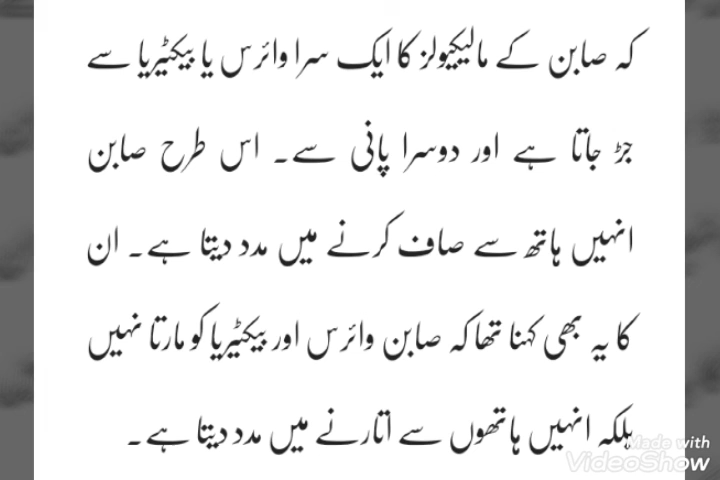 کہ صابن کے مالیکیولز کا ایک سرا وائرس یا بیکٹیریا سے
جڑ جاتا ہے اور دوسرا پانی سے۔ اس طرح صابن
انہیں ہاتھ سے صاف کرنے میں مدد دیتا ہے۔ ان
کا یہ بھی کہنا تھا کہ صابن وائرس اور بیکٹیریا کو مارتا نہیں
بلکہ انہیں ہاتھوں سے اتارنے میں مدد دیتا ہے۔
Made with
VideoShow